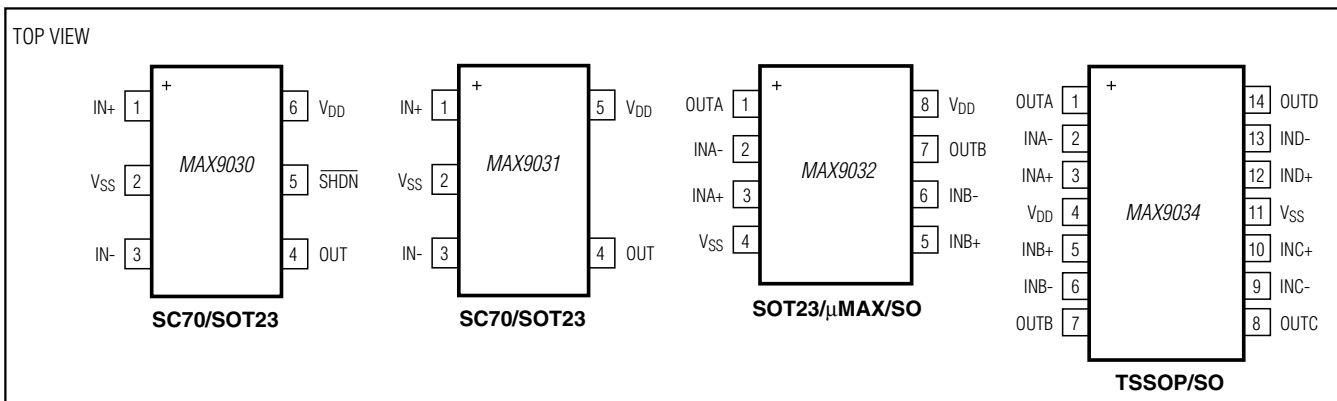 TOP VIEW
+
IN+ 1
VSS 2
IN- 3
MAX9030
6 VDD
5 SHDN
4 OUT
SC70/SOT23
+
IN+ 1
VSS 2
IN- 3
MAX9031
5 VDD
4 OUT
SC70/SOT23
OUTA 1
INA- 2
INA+ 3
VSS 4
MAX9032
8 VDD
7 OUTB
6 INB-
5 INB+
SOT23/µMAX/SO
+
OUTA 1
INA- 2
INA+ 3
VDD 4
INB+ 5
INB- 6
OUTB 7
MAX9034
14 OUTD
13 IND-
12 IND+
11 VSS
10 INC+
9 INC-
8 OUTC
TSSOP/SO